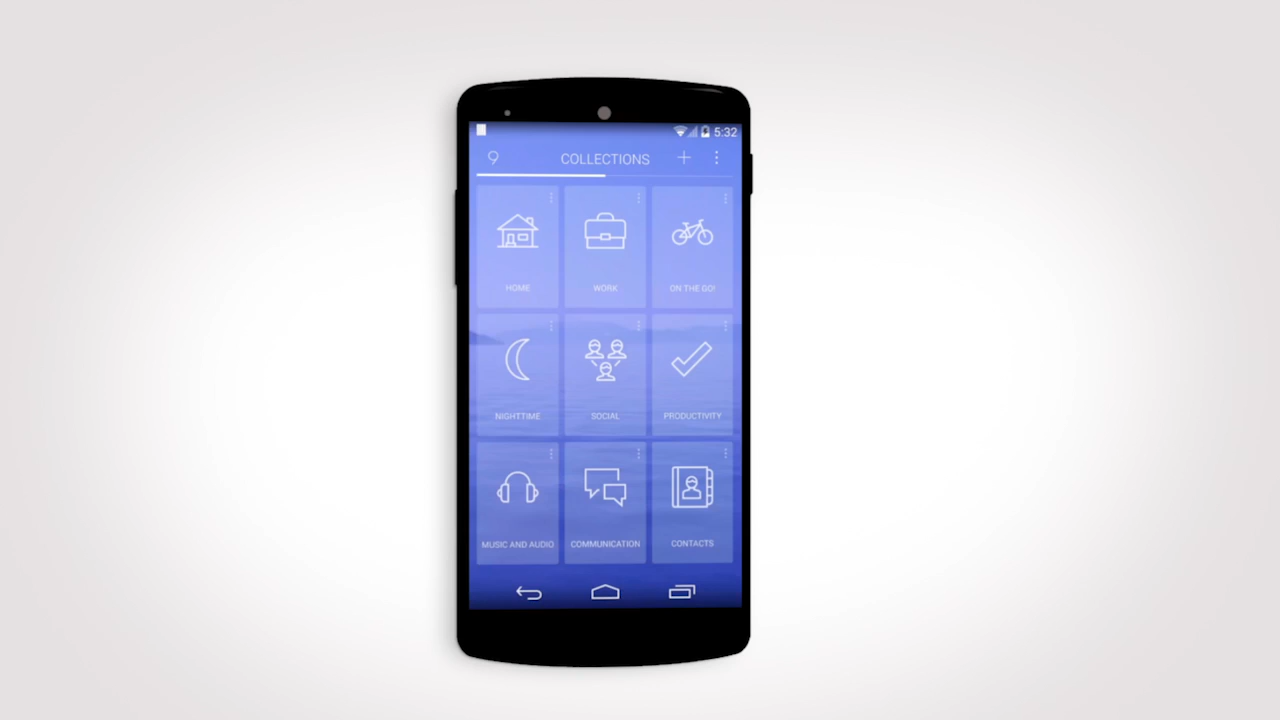 5:32
COLLECTIONS
HOME
WORK
ON THE GO!
NIGHTTIME
SOCIAL
PRODUCTIVITY
MUSIC AND AUDIO
COMMUNICATION
CONTACTS